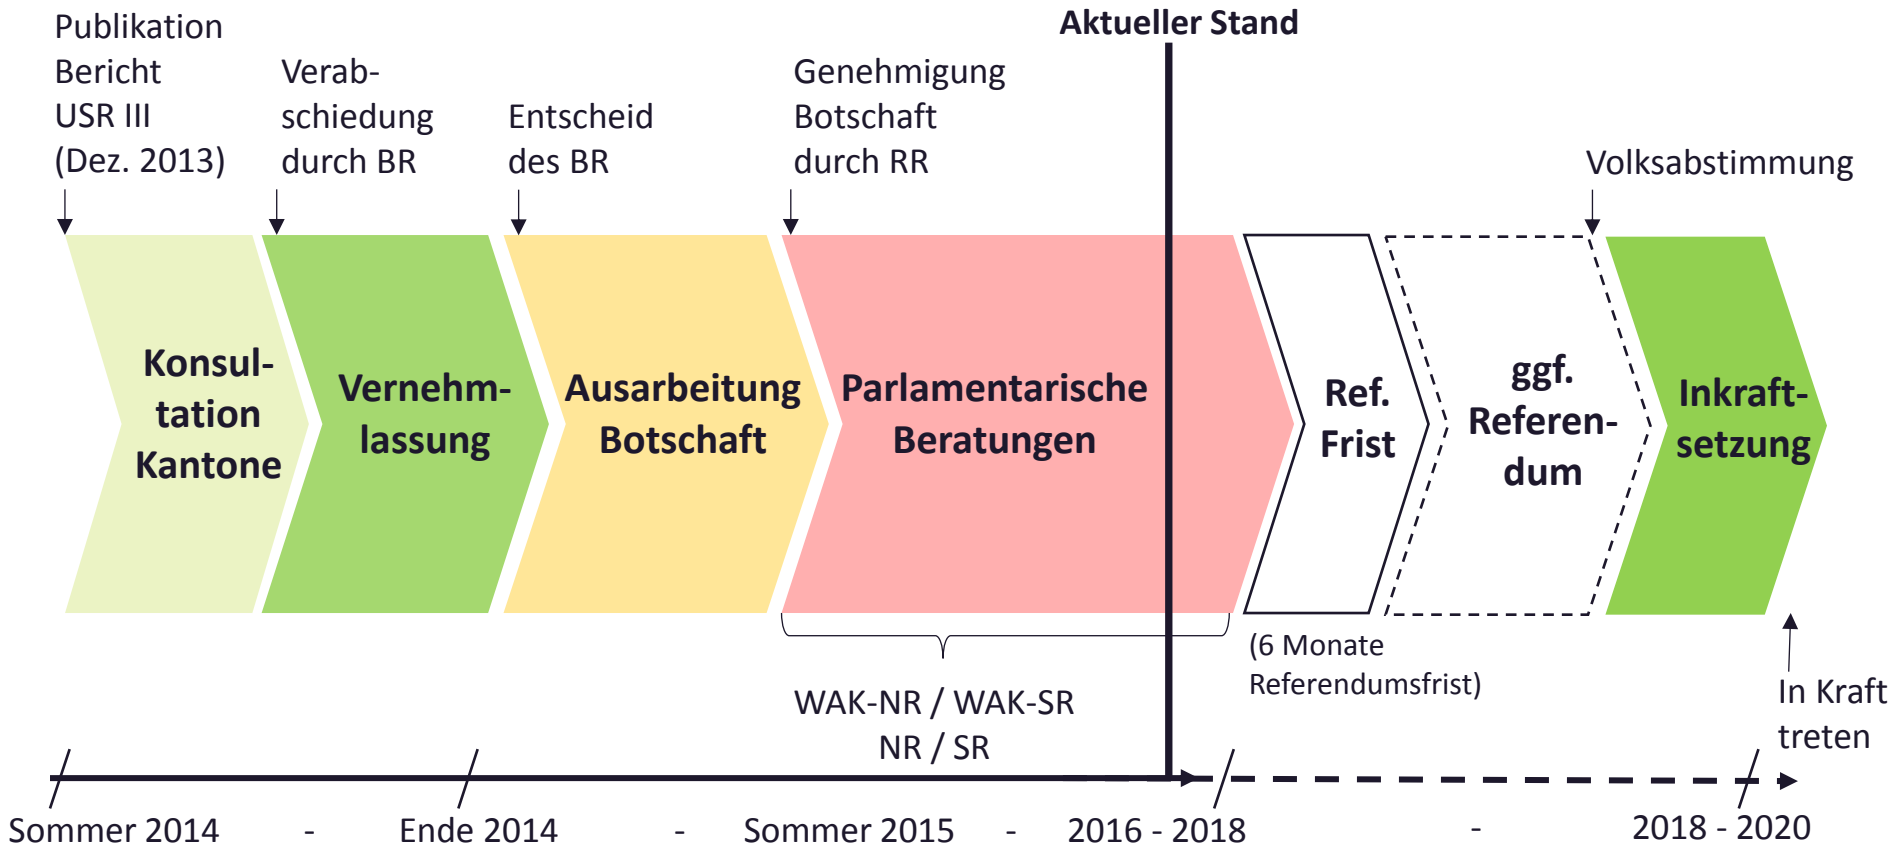 Aktueller Stand
Publikation
Bericht
USR III
(Dez. 2013)
Verab-
schiedung
durch BR
Entscheid
des BR
Genehmigung
Botschaft
durch RR
Volksabstimmung
Konsul-
tation
Kantone
Vernehm-
lassung
Ausarbeitung
Botschaft
Parlamentarische
Beratungen
Ref.
Frist
ggf.
Referen-
dum
Inkraft-
setzung
(6 Monate
Referendumsfrist)
WAK-NR / WAK-SR
NR / SR
In Kraft
treten
Sommer 2014 - Ende 2014 - Sommer 2015 - 2016 - 2018 - 2018 - 2020